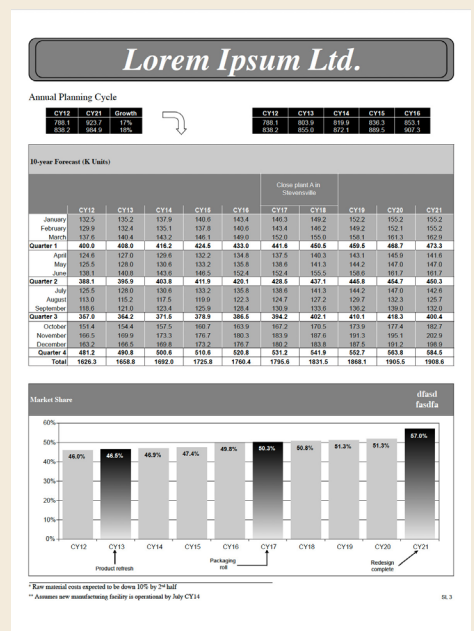 Lorem Ipsum Ltd.
Annual Planning Cycle
CY12 CY21 Growth
788.1 923.7 17%
838.2 984.9 18%
CY12 CY13 CY14 CY15 CY16
788.1 803.9 819.9 836.3 853.1
838.2 855.0 872.1 889.5 907.3
10-year Forecast (K Units)
Close plant A in
Stevensville
CY12 CY13 CY14 CY15 CY16 CY17 CY18 CY19 CY20 CY21
January 132.5 135.2 137.9 140.6 143.4 146.3 149.2 152.2 155.2 155.2
February 129.9 132.4 135.1 137.8 140.6 143.4 146.2 149.2 152.1 155.2
March 137.6 140.4 143.2 146.1 149.0 152.0 155.0 158.1 161.3 162.9
Quarter 1 400.0 408.0 416.2 424.5 433.0 441.6 450.5 459.5 468.7 473.3
April 124.6 127.0 129.6 132.2 134.8 137.5 140.3 143.1 145.9 141.6
May 125.5 128.0 130.6 133.2 135.8 138.6 141.3 144.2 147.0 147.0
June 138.1 140.8 143.6 146.5 152.4 155.5 158.6 161.7 161.7
Quarter 2 388.1 395.9 403.8 411.9 420.1 428.5 437.1 445.8 454.7 450.3
July 125.5 128.0 130.6 133.2 135.8 138.6 141.3 144.2 147.0 142.6
August 113.0 115.2 117.5 119.9 122.3 124.7 127.2 129.7 132.3 125.7
September 118.6 121.0 123.4 125.9 128.4 130.9 133.6 136.2 139.0 132.0
Quarter 3 357.0 364.2 371.5 378.9 386.5 394.2 402.1 410.1 418.3 400.4
October 151.4 154.4 157.5 160.7 163.9 167.2 170.5 173.9 177.4 182.7
November 166.5 169.9 173.3 176.7 180.3 183.9 187.6 191.3 195.1 202.9
December 163.2 166.5 169.8 173.2 176.7 180.2 183.8 187.5 191.2 198.9
Quarter 4 481.2 490.8 500.6 510.6 520.8 531.2 541.9 552.7 563.8 584.5
Total 1626.3 1658.8 1692.0 1725.8 1760.4 1795.6 1831.5 1868.1 1905.5 1908.6
Market Share
dfasd
fasdfa
60%
57.0%
50%
46.0% 46.5% 46.9% 47.4% 49.8% 50.3% 50.8% 51.3% 51.3%
40%
30%
20%
10%
0%
CY12 CY13 CY14 CY15 CY16 CY17 CY18 CY19 CY20 CY21
Product refresh
Packaging
roll
Redesign
complete
* Raw material costs expected to be down 10% by 2nd half
** Assumes new manufacturing facility is operational by July CY14
SL 3